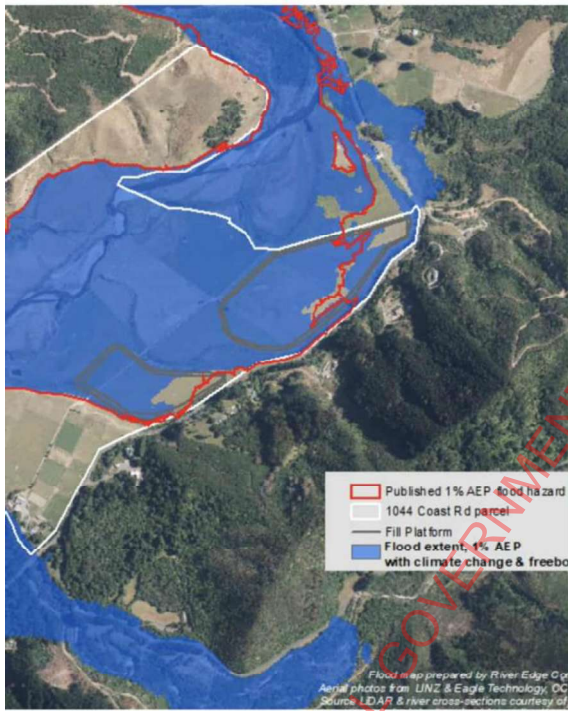 Published 1% AEP flood hazard
1044 Coast Rd parcel
Fill Platform
Flood extent, 1% AEP
with climate change & freebo
Flood map prepared by River Edge Co
Aerial photos from LINZ & Eagle Technology, OC
Source LiDAR & river cross-sections courtesy of
GOVERNMEN